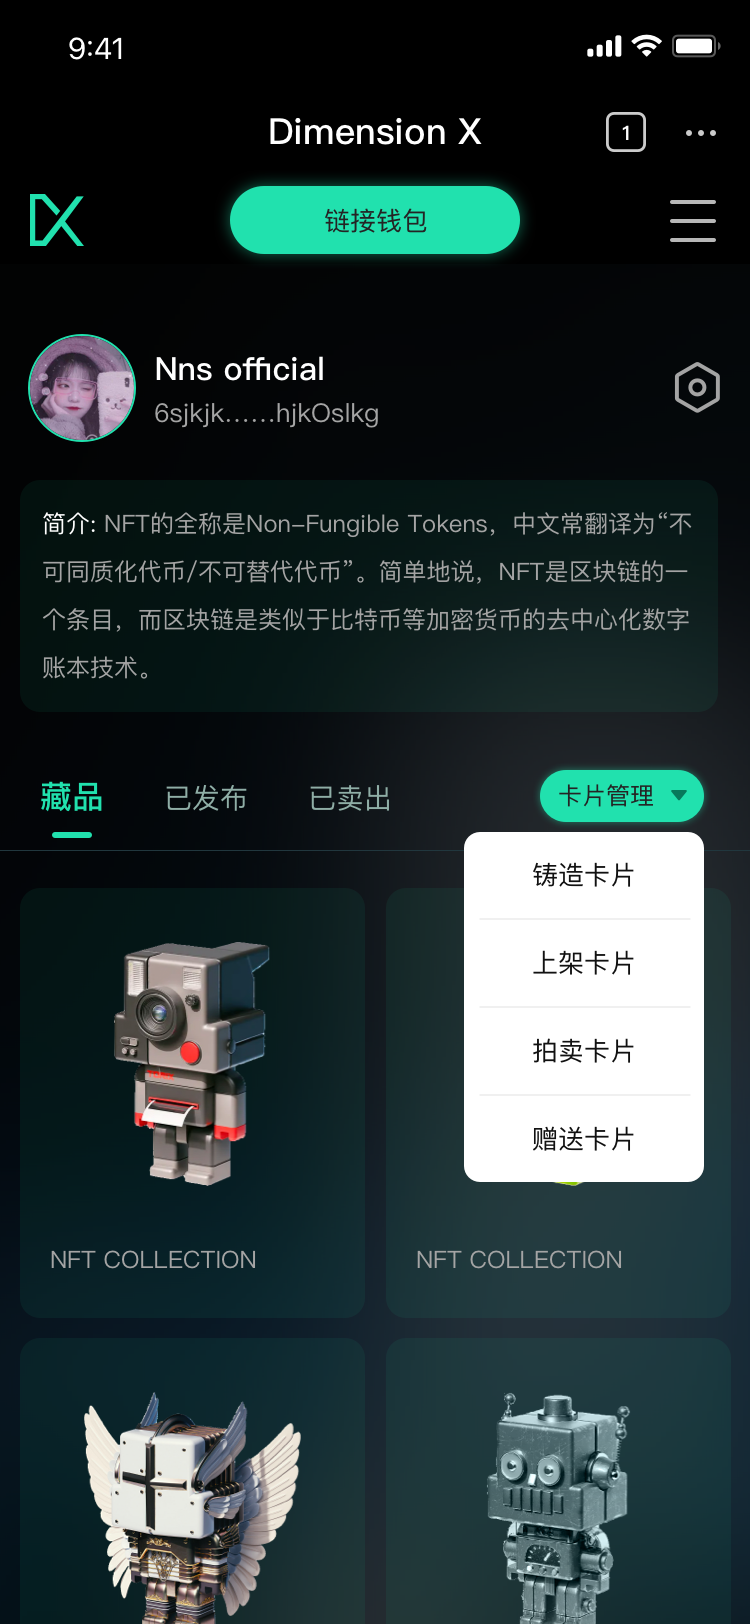 9:41
Dimension X
1
链接钱包
Nns official
6sjkjk......hjkOslkg
简介: NFT的全称是Non-Fungible Tokens，中文常翻译为“不
可同质化代币/不可替代代币”。简单地说，NFT是区块链的一
个条目，而区块链是类似于比特币等加密货币的去中心化数字
账本技术。
藏品
已发布
已卖出
卡片管理
铸造卡片
上架卡片
拍卖卡片
赠送卡片
NFT COLLECTION
NFT COLLECTION